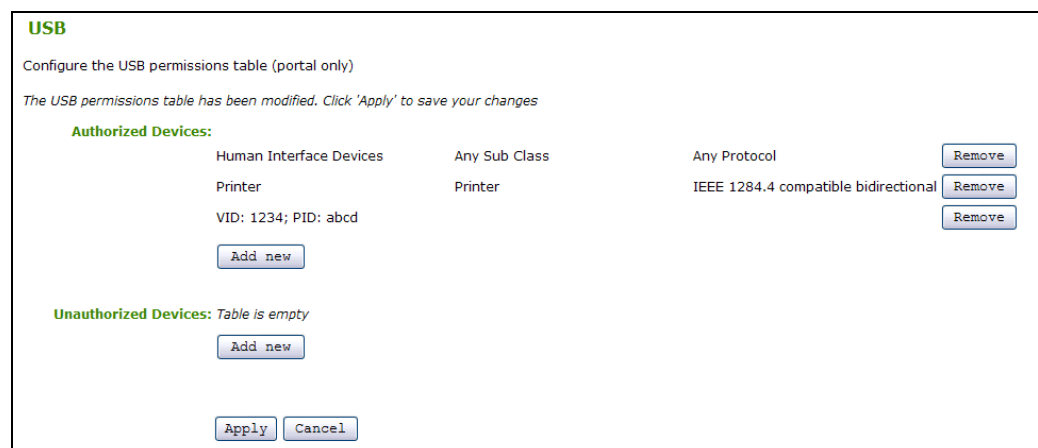 USB
Configure the USB permissions table (portal only)
The USB permissions table has been modified. Click 'Apply' to save your changes
Authorized Devices:
Human Interface Devices Any Sub Class Any Protocol Remove
Printer Printer IEEE 1284.4 compatible bidirectional Remove
VID: 1234; PID: abcd Remove
Add new
Unauthorized Devices: Table is empty
Add new
Apply Cancel